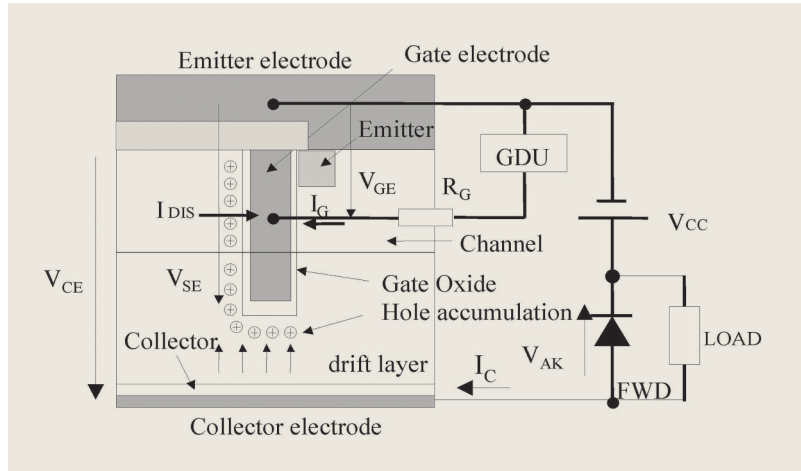 Emitter electrode
Gate electrode
Emitter
GDU
V_GE
R_G
I_DIS
I_G
V_CC
Channel
V_CE
V_SE
Gate Oxide
Hole accumulation
Collector
drift layer
V_AK
LOAD
I_C
FWD
Collector electrode